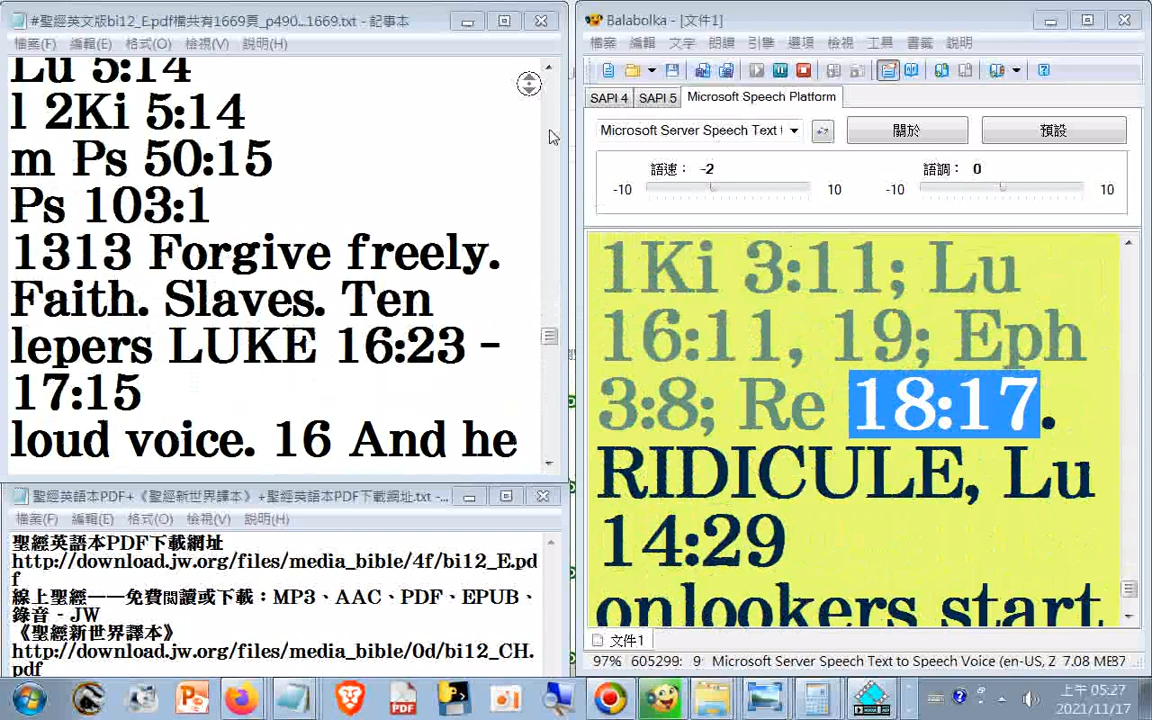 #聖經英文版bi12_E.pdf檔共有1669頁_p490...1669.txt - 記事本
檔案(F) 編輯(E) 格式(O) 檢視(V) 說明(H)
Lu 5:14
l 2Ki 5:14
m Ps 50:15
Ps 103:1
1313 Forgive freely.
Faith. Slaves. Ten
lepers LUKE 16:23 -
17:15
loud voice. 16 And he
聖經英語本PDF+《聖經新世界譯本》+聖經英語本PDF下載網址.txt - ...
檔案(F) 編輯(E) 格式(O) 檢視(V) 說明(H)
聖經英語本PDF下載網址
http://download.jw.org/files/media_bible/4f/bi12_E.pd
f
線上聖經——免費閱讀或下載：MP3、AAC、PDF、EPUB、
錄音 - JW
《聖經新世界譯本》
http://download.jw.org/files/media_bible/0d/bi12_CH.
pdf
Balabolka - [文件1]
檔案 編輯 文字 朗讀 引擎 選項 檢視 工具 書籤 說明
SAPI 4 SAPI 5 Microsoft Speech Platform
Microsoft Server Speech Text 關於 預設
語速： -2 語調： 0
-10 10 -10 10
1Ki 3:11; Lu
16:11, 19; Eph
3:8; Re 18:17.
RIDICULE, Lu
14:29
onlookers start
文件1
97% 605299: 9 Microsoft Server Speech Text to Speech Voice (en-US, Z 7.08 MB
PDF
上午 05:27
2021/11/17